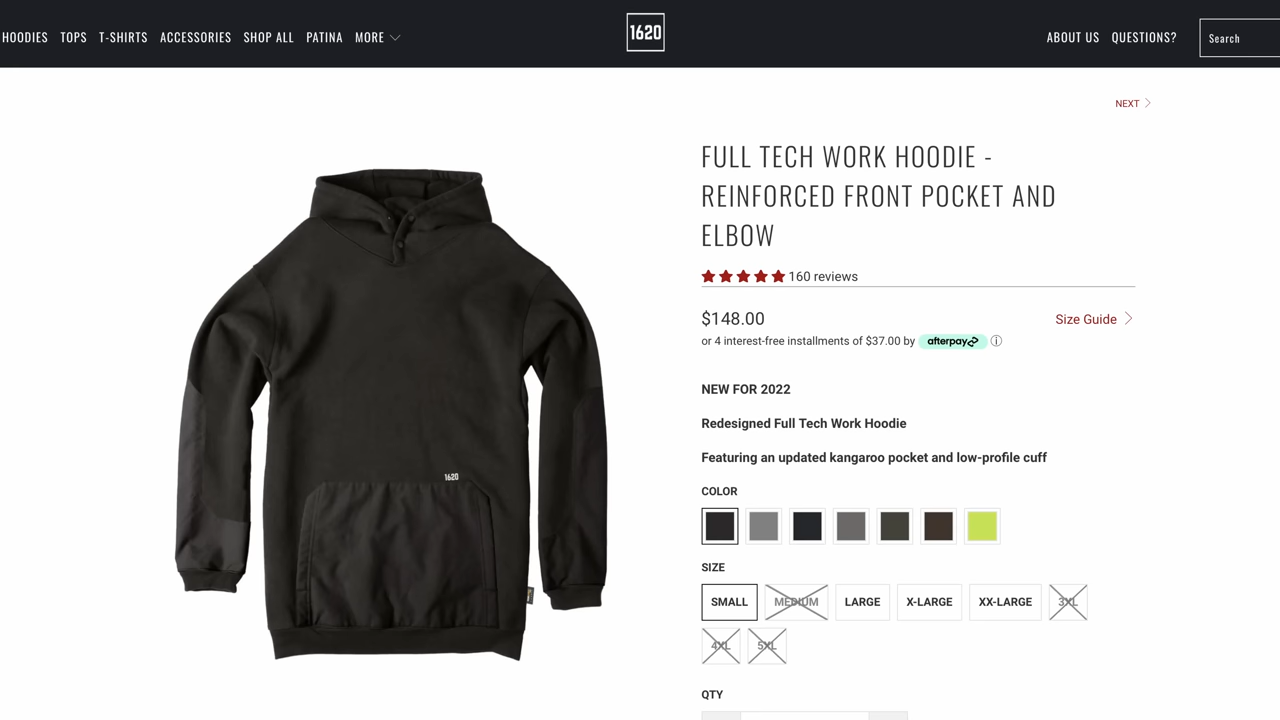 HOODIES TOPS T-SHIRTS ACCESSORIES SHOP ALL PATINA MORE
1620
ABOUT US QUESTIONS? Search
NEXT
FULL TECH WORK HOODIE -
REINFORCED FRONT POCKET AND
ELBOW
160 reviews
$148.00
Size Guide
or 4 interest-free installments of $37.00 by afterpay ⓘ
NEW FOR 2022
Redesigned Full Tech Work Hoodie
Featuring an updated kangaroo pocket and low-profile cuff
COLOR
SIZE
SMALL MEDIUM LARGE X-LARGE XX-LARGE 3XL
4XL 5XL
QTY
1620